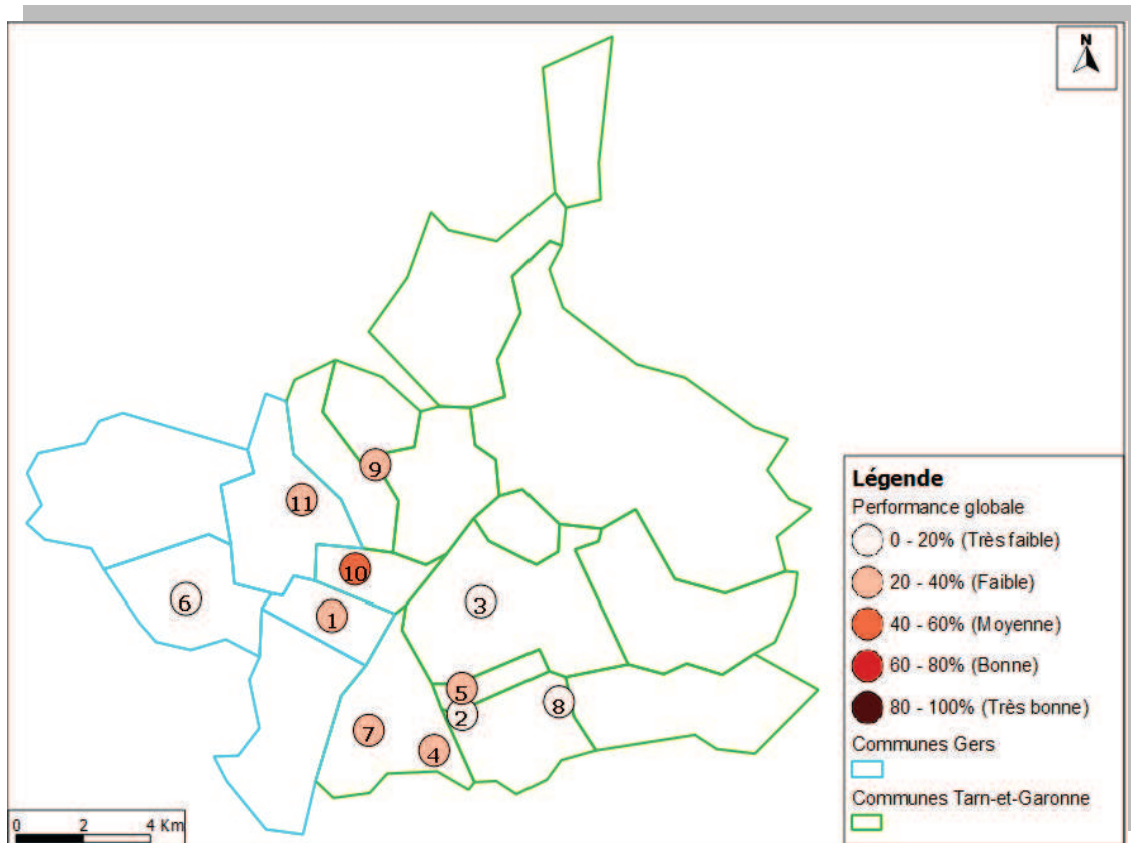 N
9
11
10
6
3
1
5
2
8
7
4
Légende
Performance globale
0 - 20% (Très faible)
20 - 40% (Faible)
40 - 60% (Moyenne)
60 - 80% (Bonne)
80 - 100% (Très bonne)
Communes Gers
Communes Tarn-et-Garonne
0 2 4 Km